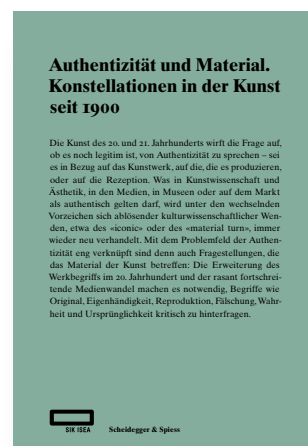 Authentizität und Material.
Konstellationen in der Kunst
seit 1900
Die Kunst des 20. und 21. Jahrhunderts wirft die Frage auf,
ob es noch legitim ist, von Authentizität zu sprechen – sei
es in Bezug auf das Kunstwerk, auf die, die es produzieren,
oder auf die Rezeption. Was in Kunstwissenschaft und
Ästhetik, in den Medien, in Museen oder auf dem Markt
als authentisch gelten darf, wird unter den wechselnden
Vorzeichen sich ablösender kulturwissenschaftlicher Wen-
den, etwa des «iconic» oder des «material turn», immer
wieder neu verhandelt. Mit dem Problemfeld der Authen-
tizität eng verknüpft sind denn auch Fragestellungen, die
das Material der Kunst betreffen: Die Erweiterung des
Werkbegriffs im 20. Jahrhundert und der rasant fortschrei-
tende Medienwandel machen es notwendig, Begriffe wie
Original, Eigenhändigkeit, Reproduktion, Fälschung, Wahr-
heit und Ursprünglichkeit kritisch zu hinterfragen.
SIK ISEA Scheidegger & Spiess